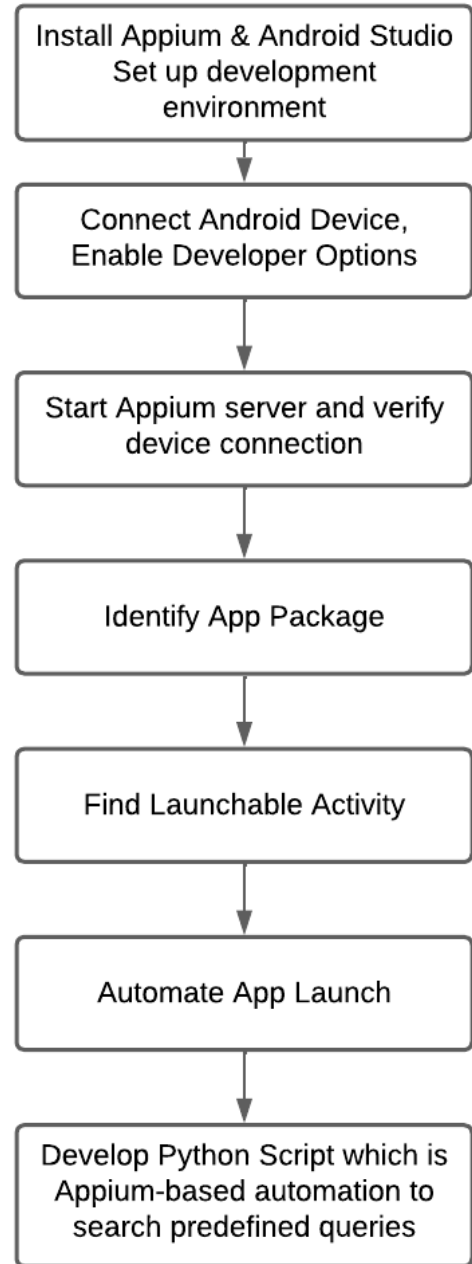 Install Appium & Android Studio
Set up development
environment
Connect Android Device,
Enable Developer Options
Start Appium server and verify
device connection
Identify App Package
Find Launchable Activity
Automate App Launch
Develop Python Script which is
Appium-based automation to
search predefined queries